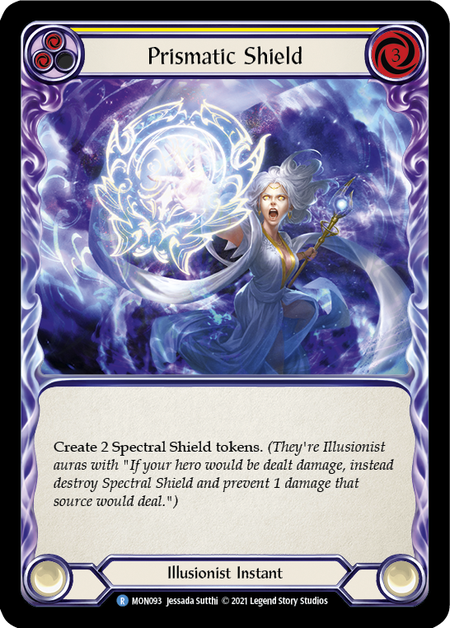 Prismatic Shield
3
Create 2 Spectral Shield tokens. (They're Illusionist
auras with "If your hero would be dealt damage, instead
destroy Spectral Shield and prevent 1 damage that
source would deal.")
Illusionist Instant
R MON093 Jessada Sutthi © 2021 Legend Story Studios